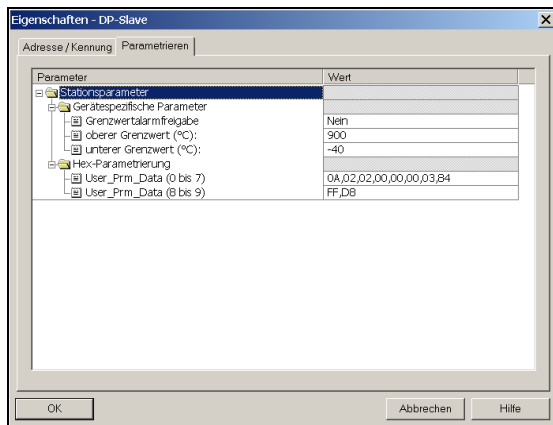 Eigenschaften - DP-Slave
Adresse / Kennung Parametrieren
Parameter Wert
Stationsparameter
Gerätespezifische Parameter
Grenzwertalarmfreigabe Nein
oberer Grenzwert (°C): 900
unterer Grenzwert (°C): -40
Hex-Parametrierung
User_Prm_Data (0 bis 7) 0A,02,02,00,00,00,03,84
User_Prm_Data (8 bis 9) FF,D8
OK Abbrechen Hilfe